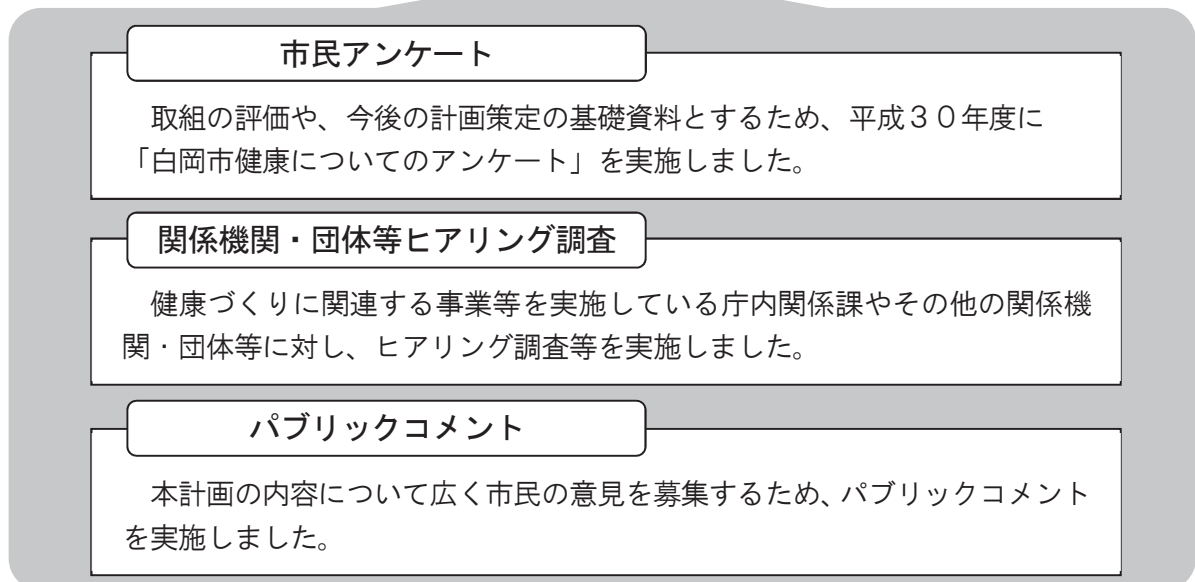 市民アンケート
取組の評価や、今後の計画策定の基礎資料とするため、平成３０年度に
「白岡市健康についてのアンケート」を実施しました。
関係機関・団体等ヒアリング調査
健康づくりに関連する事業等を実施している庁内関係課やその他の関係機
関・団体等に対し、ヒアリング調査等を実施しました。
パブリックコメント
本計画の内容について広く市民の意見を募集するため、パブリックコメント
を実施しました。